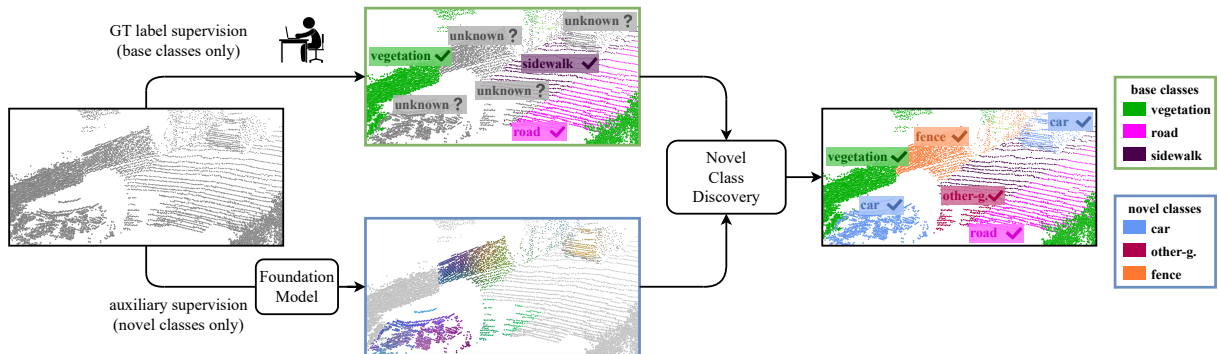 GT label supervision
(base classes only)
unknown ?
unknown ?
vegetation
sidewalk
unknown ?
unknown ?
road
Novel
Class
Discovery
car
fence
vegetation
other-g.
car
road
base classes
vegetation
road
sidewalk
novel classes
car
other-g.
fence
Foundation
Model
auxiliary supervision
(novel classes only)